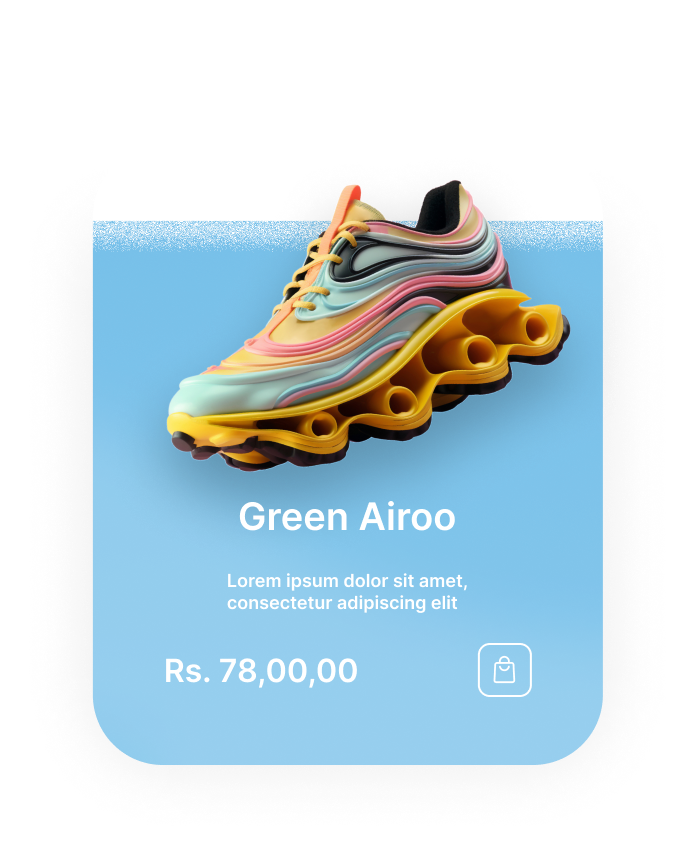 Green Airoo
Lorem ipsum dolor sit amet,
consectetur adipiscing elit
Rs. 78,00,00